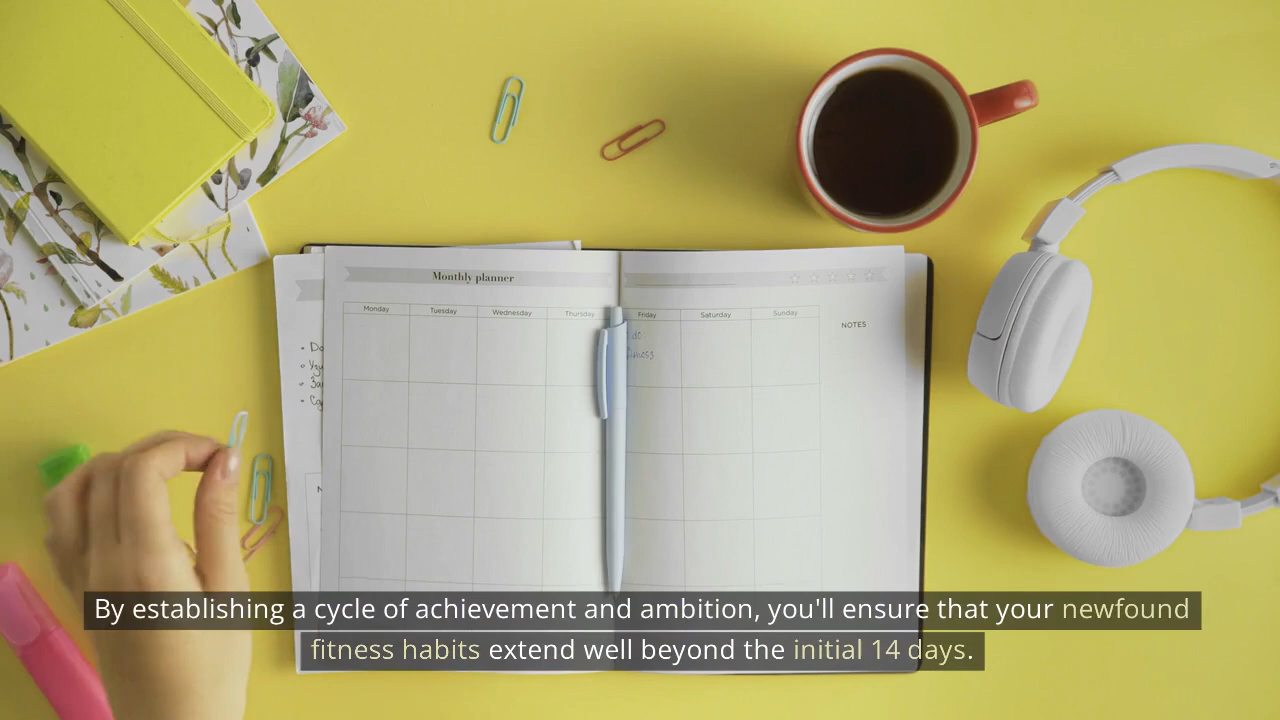 Monthly planner
Monday Tuesday Wednesday Thursday Friday Saturday Sunday
NOTES
By establishing a cycle of achievement and ambition, you'll ensure that your newfound
fitness habits extend well beyond the initial 14 days.